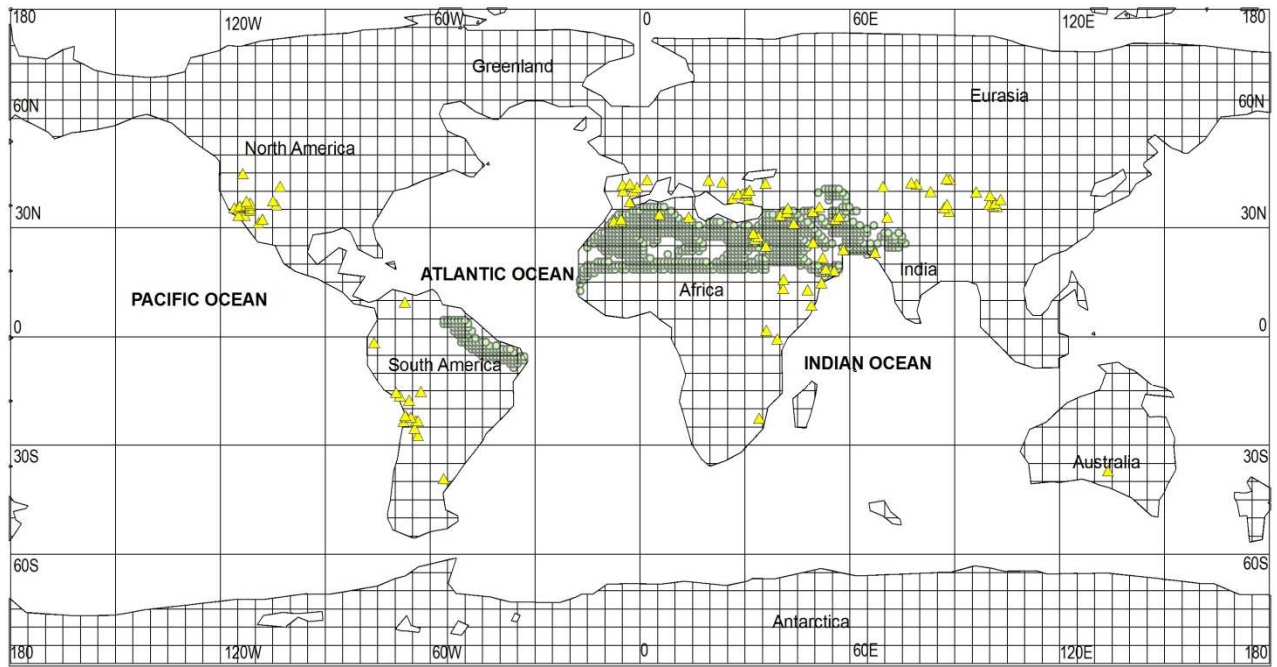 180 120W 60W 0 60E 120E 180
Greenland
Eurasia
60N 60N
North America
30N 30N
ATLANTIC OCEAN India
PACIFIC OCEAN Africa
0 0
South America INDIAN OCEAN
30S Australia 30S
60S 60S
Antarctica
180 120W 60W 0 60E 120E 180